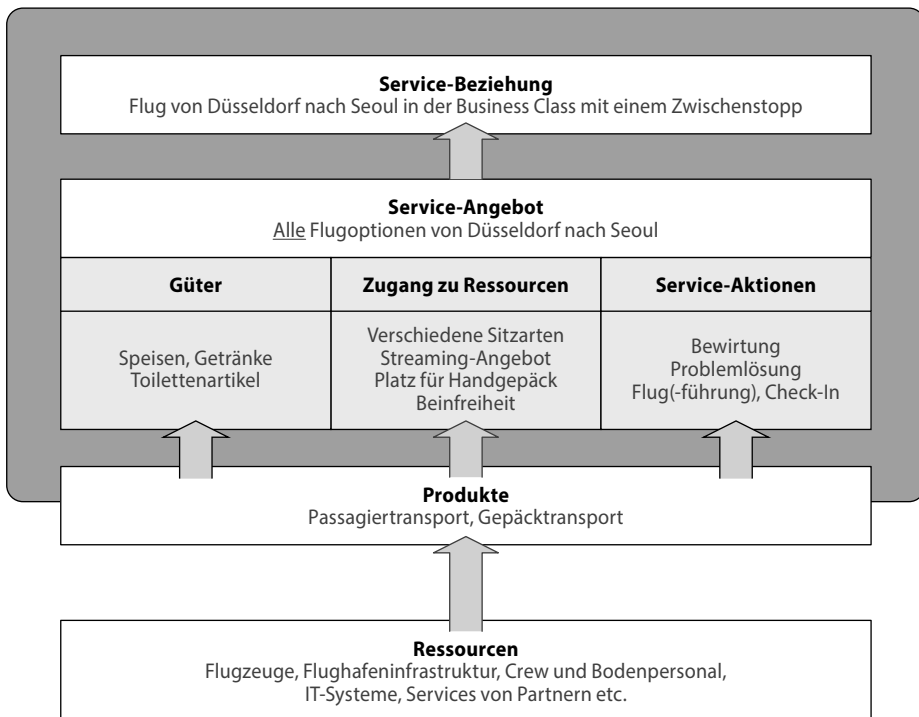 Service-Beziehung
Flug von Düsseldorf nach Seoul in der Business Class mit einem Zwischenstopp
Service-Angebot
Alle Flugoptionen von Düsseldorf nach Seoul
Güter
Zugang zu Ressourcen
Service-Aktionen
Speisen, Getränke
Toilettenartikel
Verschiedene Sitzarten
Streaming-Angebot
Platz für Handgepäck
Beinfreiheit
Bewirtung
Problemlösung
Flug(-führung), Check-In
Produkte
Passagiertransport, Gepäcktransport
Ressourcen
Flugzeuge, Flughafeninfrastruktur, Crew und Bodenpersonal,
IT-Systeme, Services von Partnern etc.